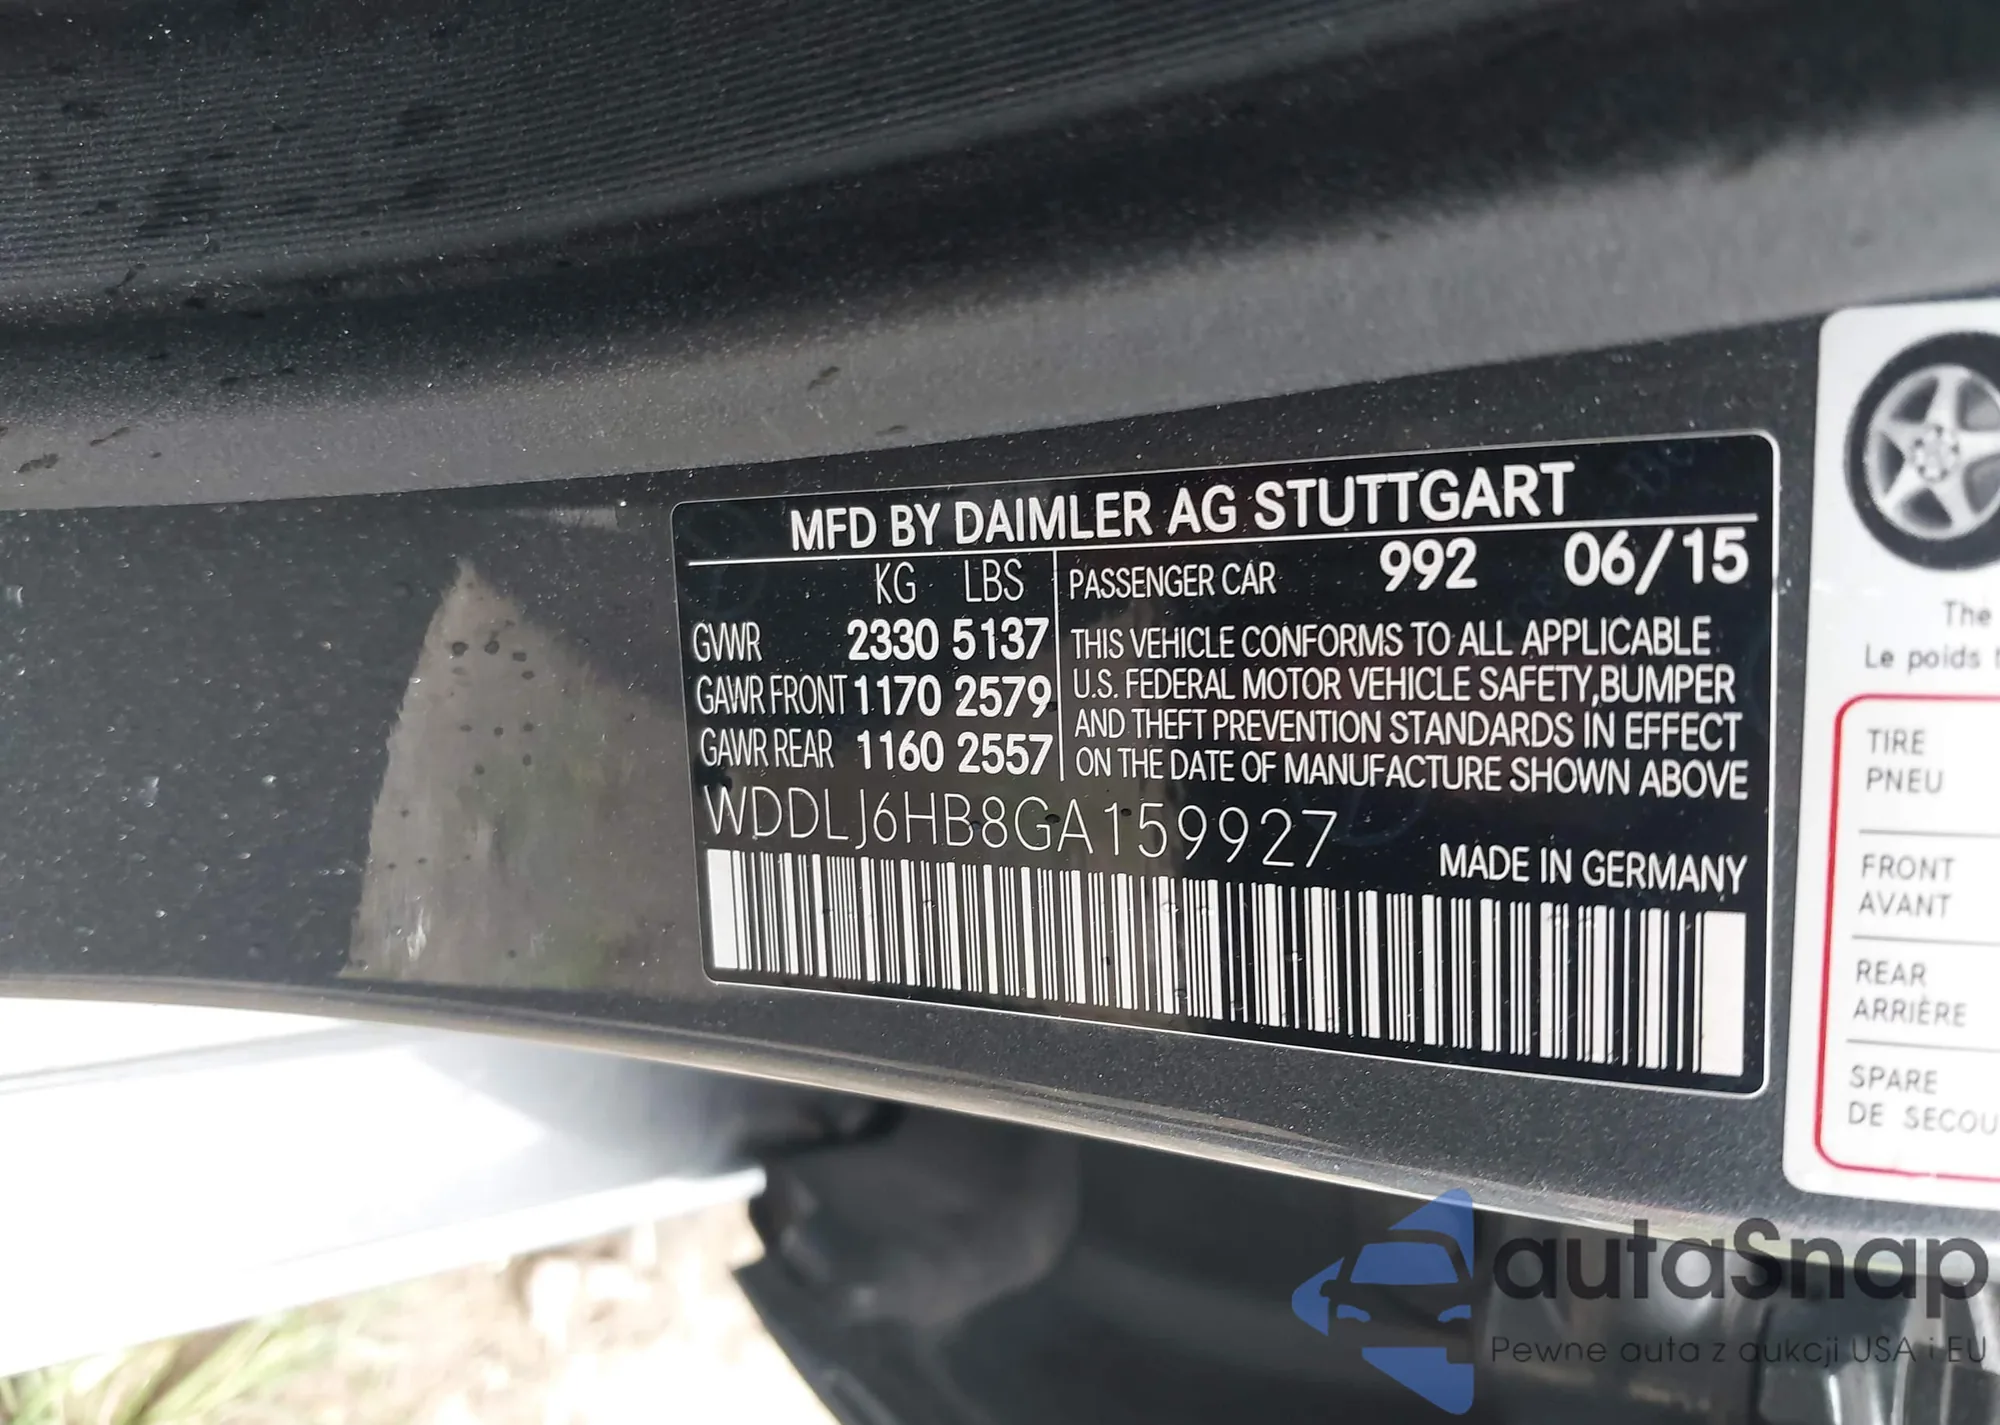 MFD BY DAIMLER AG STUTTGART
KG LBS
GVWR 2330 5137
GAWR FRONT 1170 2579
GAWR REAR 1160 2557
PASSENGER CAR 992 06/15
THIS VEHICLE CONFORMS TO ALL APPLICABLE
U.S. FEDERAL MOTOR VEHICLE SAFETY,BUMPER
AND THEFT PREVENTION STANDARDS IN EFFECT
ON THE DATE OF MANUFACTURE SHOWN ABOVE
WDDLJ6HB8GA159927
MADE IN GERMANY
The
Le poids
TIRE
PNEU
FRONT
AVANT
REAR
ARRIÈRE
SPARE
DE SECOU
autaSnap
Pewne auta z aukcji USA i EU